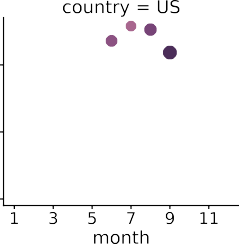 country = US
1 3 5 7 9 11
month